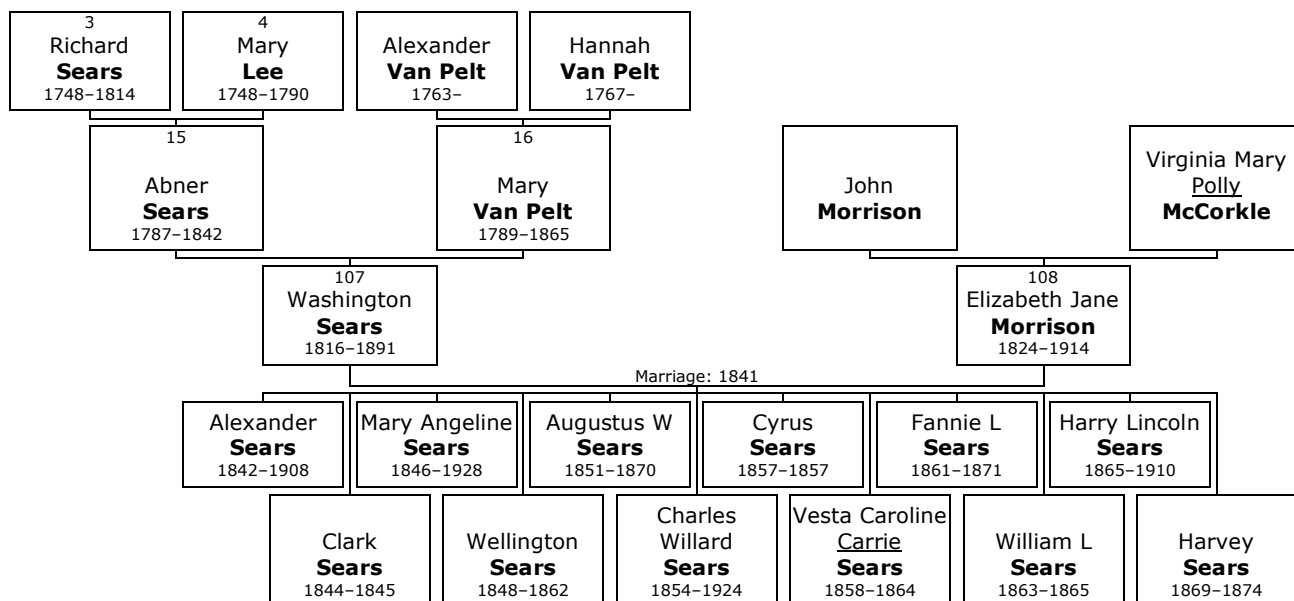 3
Richard
Sears
1748–1814
4
Mary
Lee
1748–1790
Alexander
Van Pelt
1763–
Hannah
Van Pelt
1767–
15
Abner
Sears
1787–1842
16
Mary
Van Pelt
1789–1865
John
Morrison
Virginia Mary
Polly
McCorkle
107
Washington
Sears
1816–1891
108
Elizabeth Jane
Morrison
1824–1914
Marriage: 1841
Alexander
Sears
1842–1908
Mary Angeline
Sears
1846–1928
Augustus W
Sears
1851–1870
Cyrus
Sears
1857–1857
Fannie L
Sears
1861–1871
Harry Lincoln
Sears
1865–1910
Clark
Sears
1844–1845
Wellington
Sears
1848–1862
Charles
Willard
Sears
1854–1924
Vesta Caroline
Carrie
Sears
1858–1864
William L
Sears
1863–1865
Harvey
Sears
1869–1874